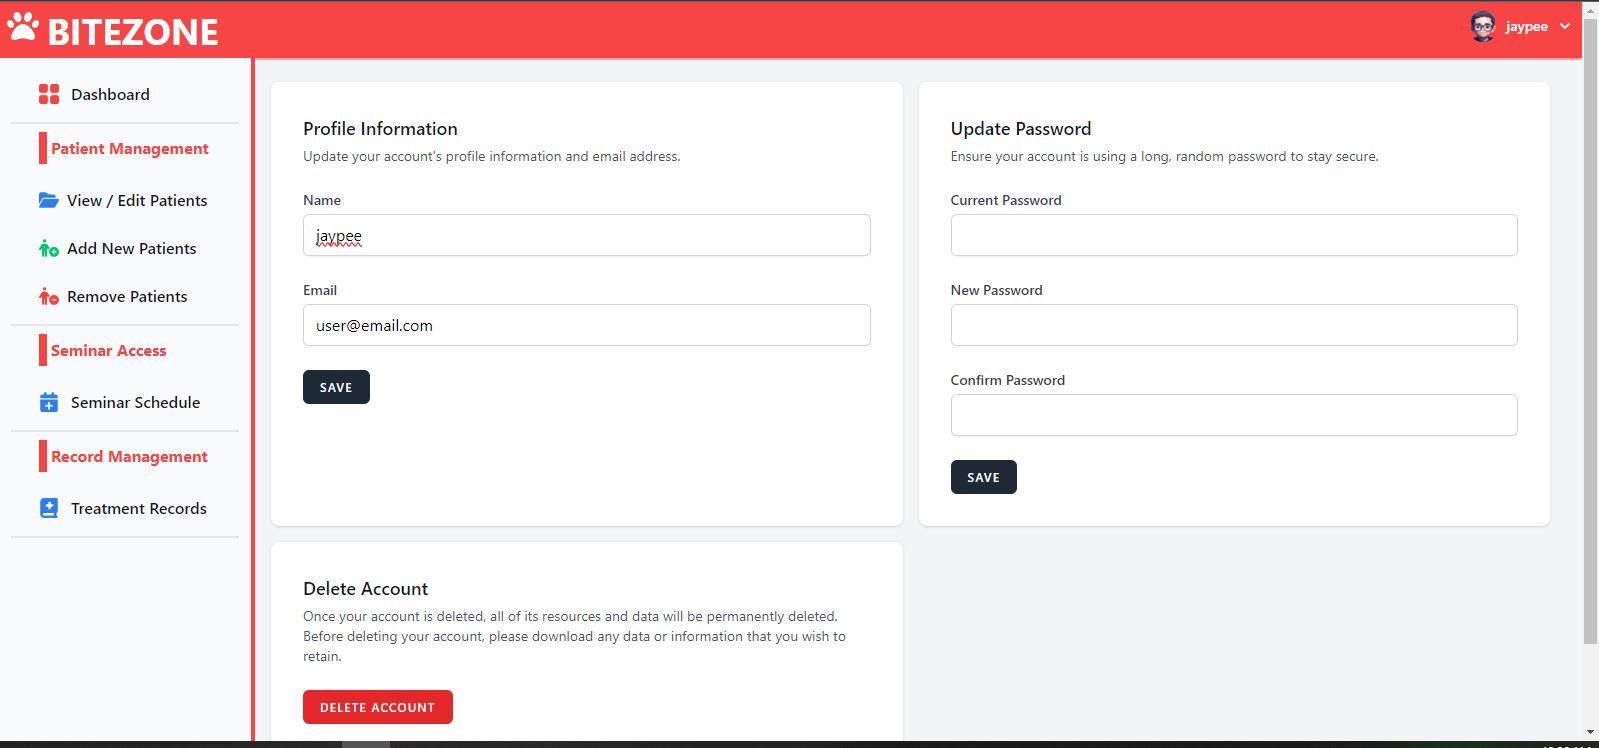 BITEZONE
jaypee
Dashboard
Patient Management
View / Edit Patients
Add New Patients
Remove Patients
Seminar Access
Seminar Schedule
Record Management
Treatment Records
Profile Information
Update your account's profile information and email address.
Name
jaypee
Email
user@email.com
SAVE
Update Password
Ensure your account is using a long, random password to stay secure.
Current Password
New Password
Confirm Password
SAVE
Delete Account
Once your account is deleted, all of its resources and data will be permanently deleted.
Before deleting your account, please download any data or information that you wish to
retain.
DELETE ACCOUNT